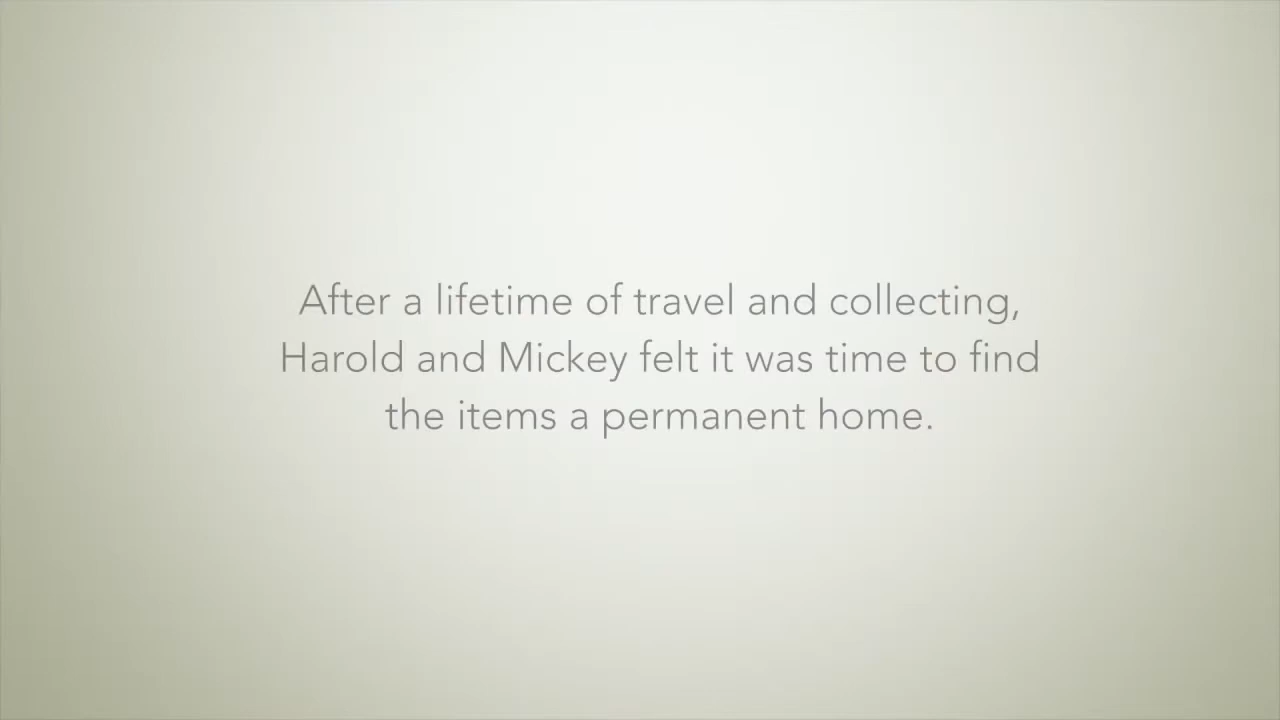 After a lifetime of travel and collecting,
Harold and Mickey felt it was time to find
the items a permanent home.